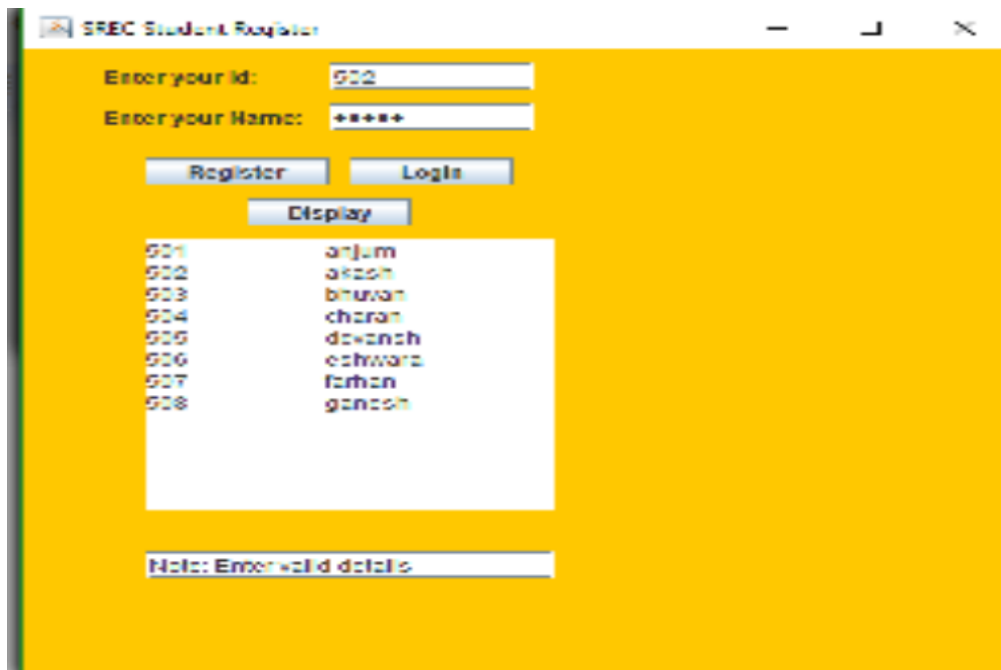 SREC Student Register
Enter your Id: 502
Enter your Name: *****
Register Login
Display
501 anjum
502 akash
503 bhuvan
504 charan
505 devansh
506 eshwara
507 farhan
508 ganesh
Note: Enter valid details